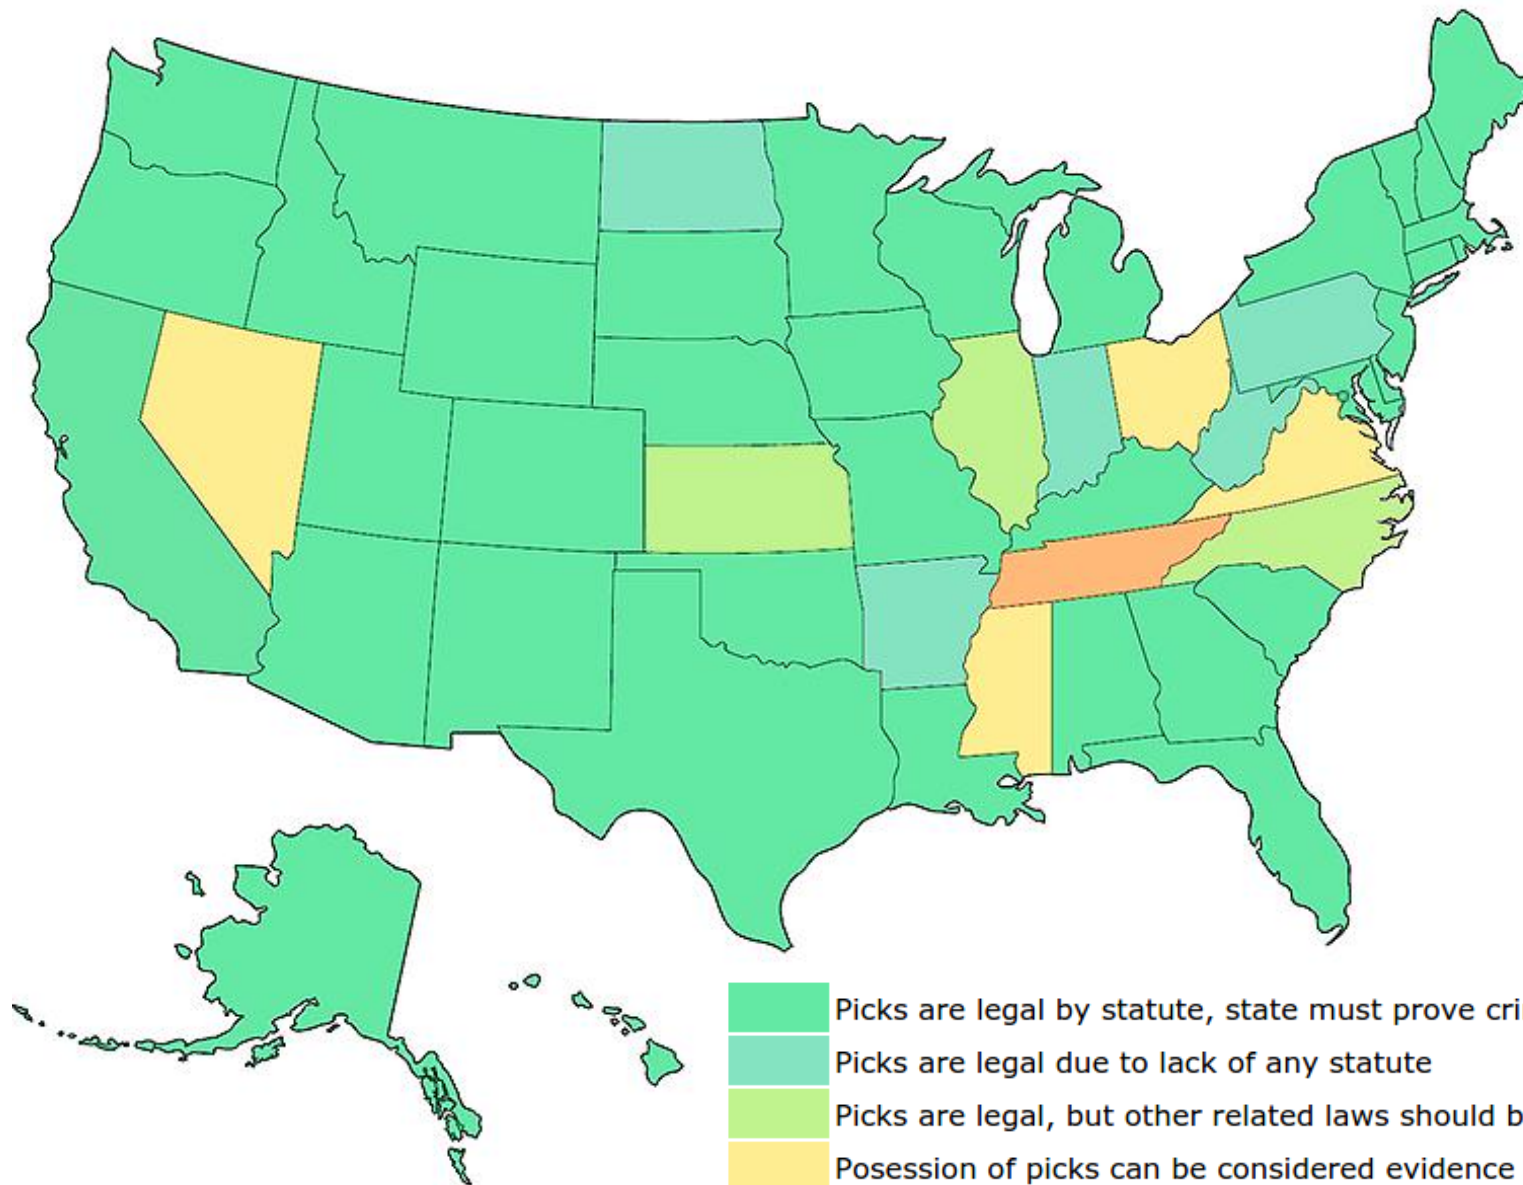 Picks are legal by statute, state must prove cri
Picks are legal due to lack of any statute
Picks are legal, but other related laws should b
Posession of picks can be considered evidence